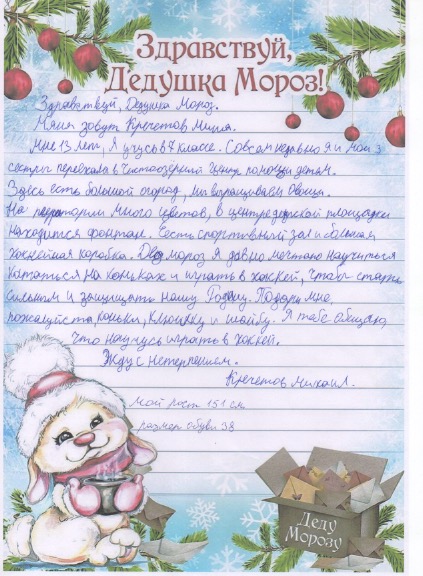 Здравствуй,
Дедушка Мороз!
Здравствуй, Дедушка Мороз.
Меня зовут Кречетов Миша.
Мне 13 лет, я учусь в 7 классе. Совсем недавно я и мои 3
сестры переехали в Чистоозёрный центр помощи детям.
Здесь есть большой огород, мы выращиваем овощи.
На территории много цветов, в центре детской площадки
находится фонтан. Есть спортивный зал и большая
хоккейная коробка. Дед мороз я давно мечтаю научиться
кататься на коньках и играть в хоккей, чтобы стать
сильным и защищать нашу Родину. Подари мне,
пожалуйста, коньки, клюшку и шайбу. Я тебе обещаю,
что научусь играть в хоккей.
Жду с нетерпением.
Кречетов Михаил.
мой рост 151 см
размер обуви 38
Деду
Морозу